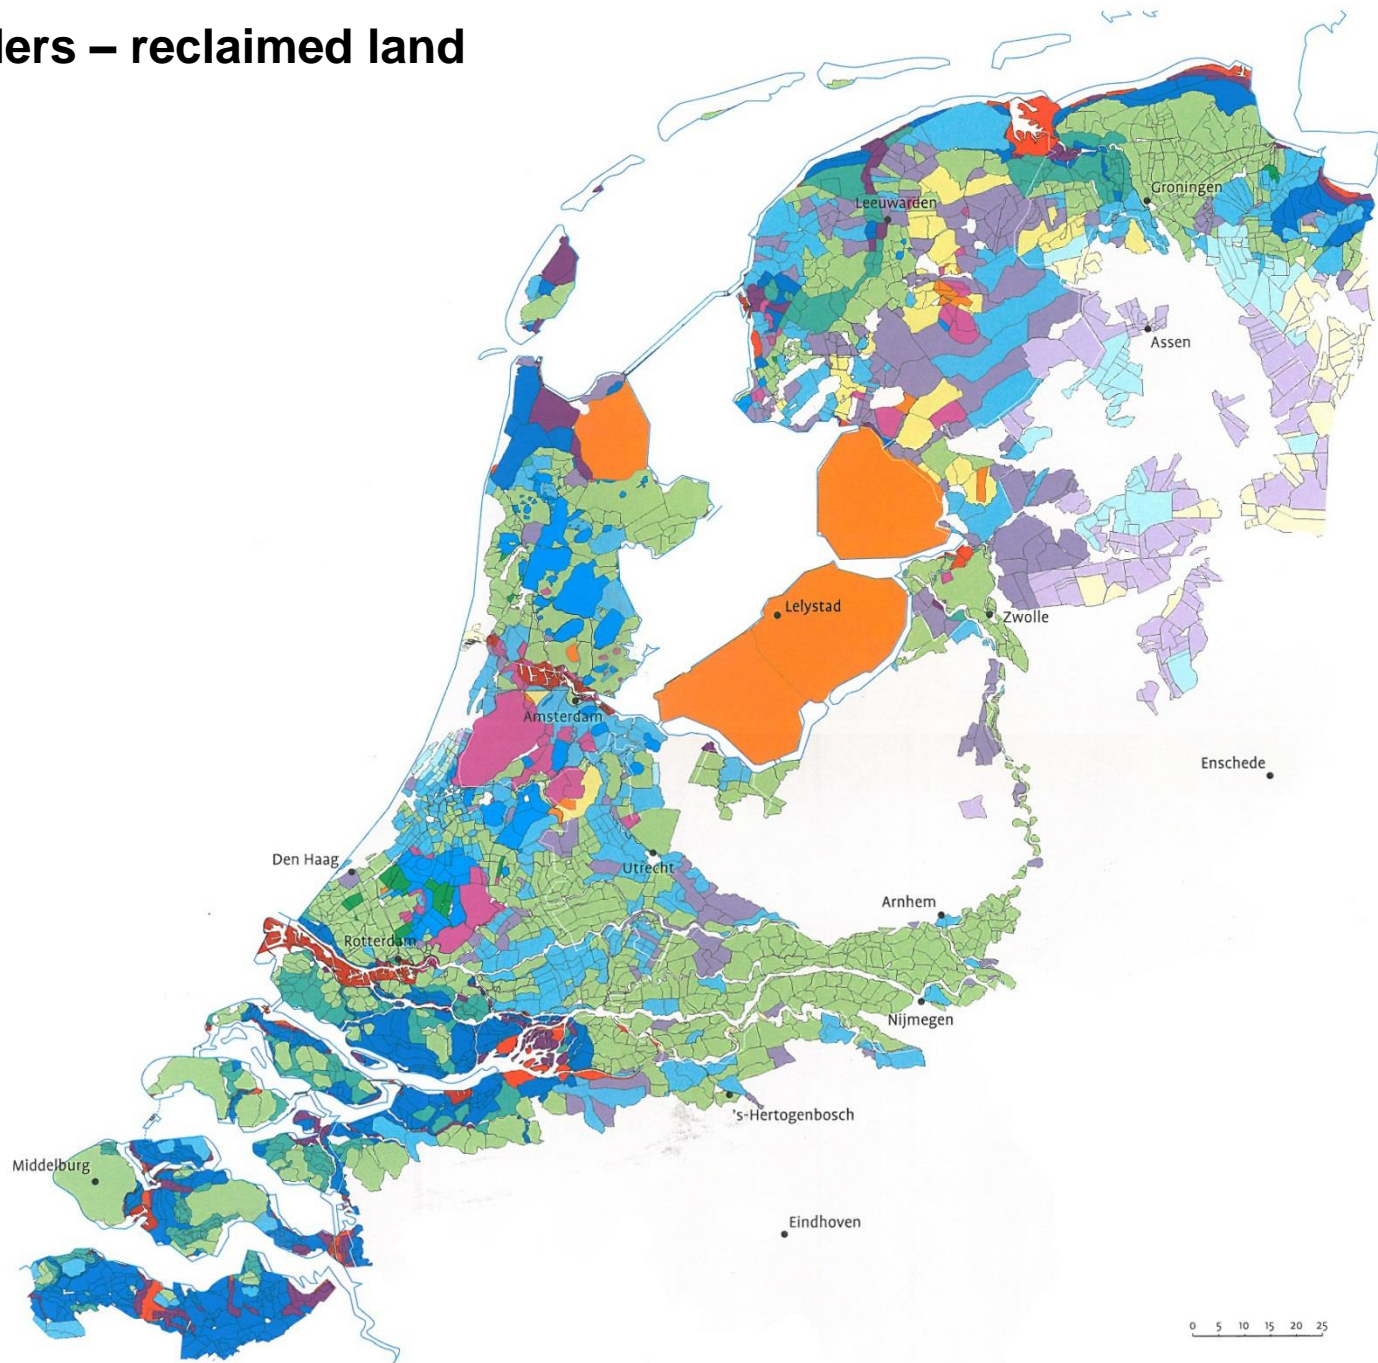 lers – reclaimed land
Groningen
Leeuwarden
Assen
Lelystad
Zwolle
Amsterdam
Enschede
Den Haag
Utrecht
Arnhem
Rotterdam
Nijmegen
's-Hertogenbosch
Middelburg
Eindhoven
0 5 10 15 20 25